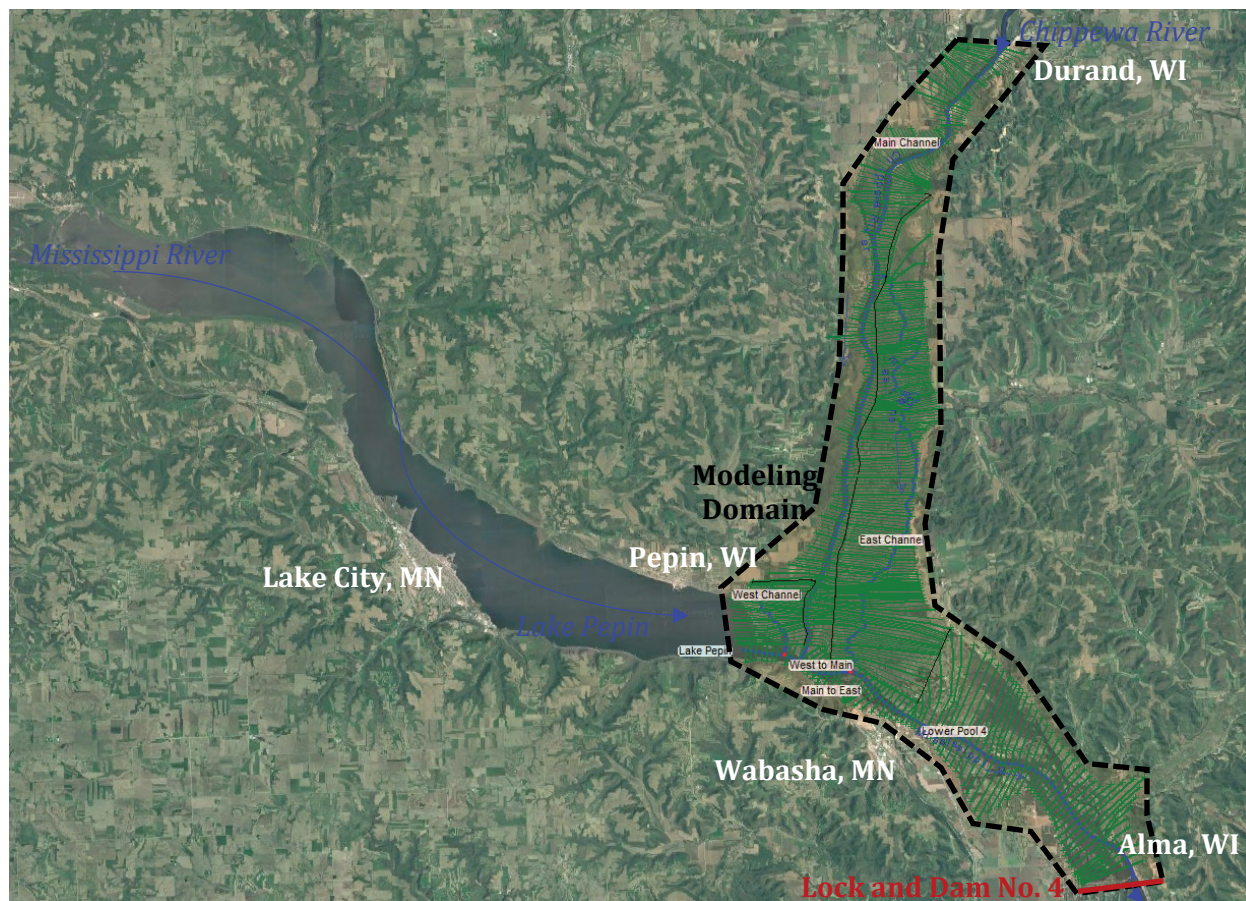 Chippewa River
Durand, WI
Main Channel
Mississippi River
Modeling
Domain
East Channel
Pepin, WI
Lake City, MN
West Channel
Lake Pepin
Lake Pepin
West to Main
Main to East
Lower Pool 4
Wabasha, MN
Alma, WI
Lock and Dam No. 4